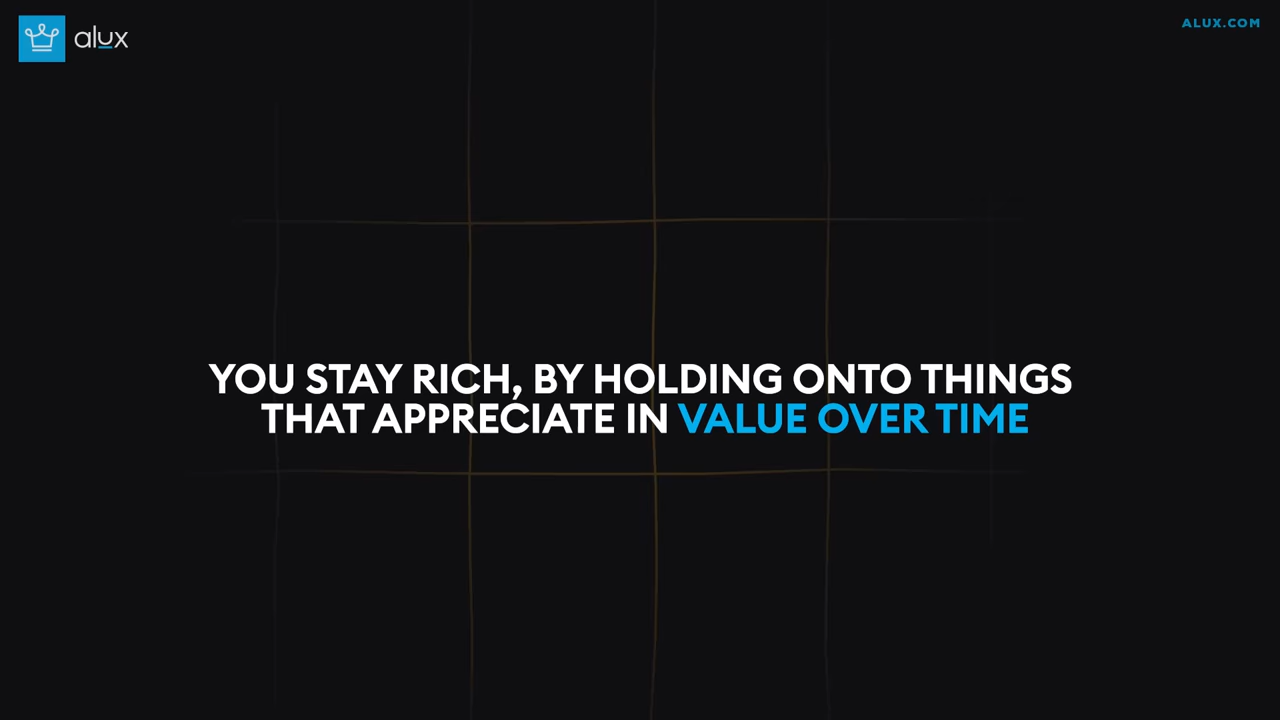 alux
ALUX.COM
YOU STAY RICH, BY HOLDING ONTO THINGS
THAT APPRECIATE IN VALUE OVER TIME